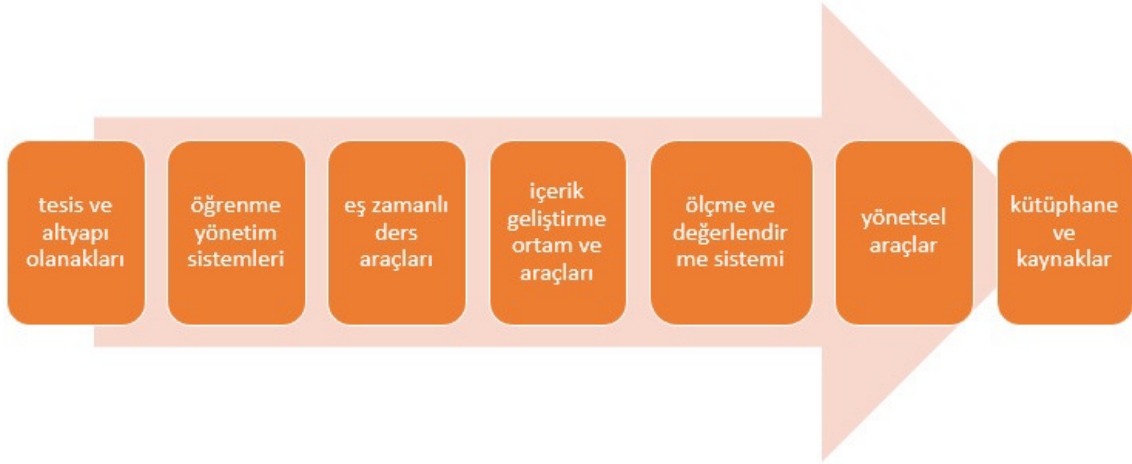 tesis ve
altyapı
olanakları
öğrenme
yönetim
sistemleri
eş zamanlı
ders
araçları
içerik
geliştirme
ortam ve
araçları
ölçme ve
değerlendir
me sistemi
yönetsel
araçlar
kütüphane
ve
kaynaklar